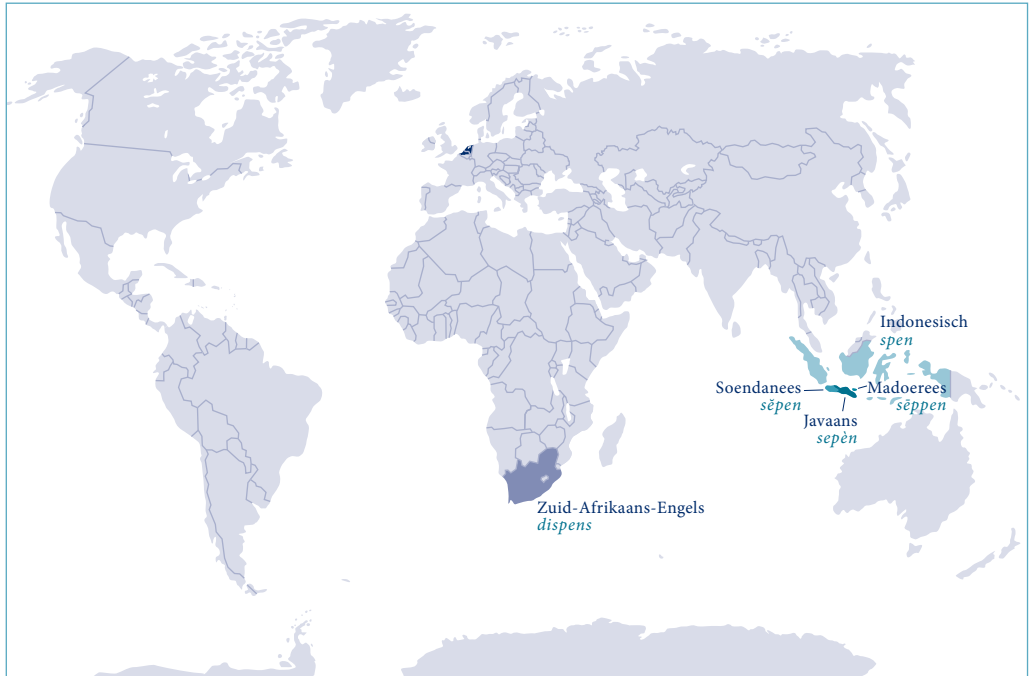 Indonesisch
spen
Soendanees
sĕpen
Madoerees
sĕppen
Javaans
sepèn
Zuid-Afrikaans-Engels
dispens